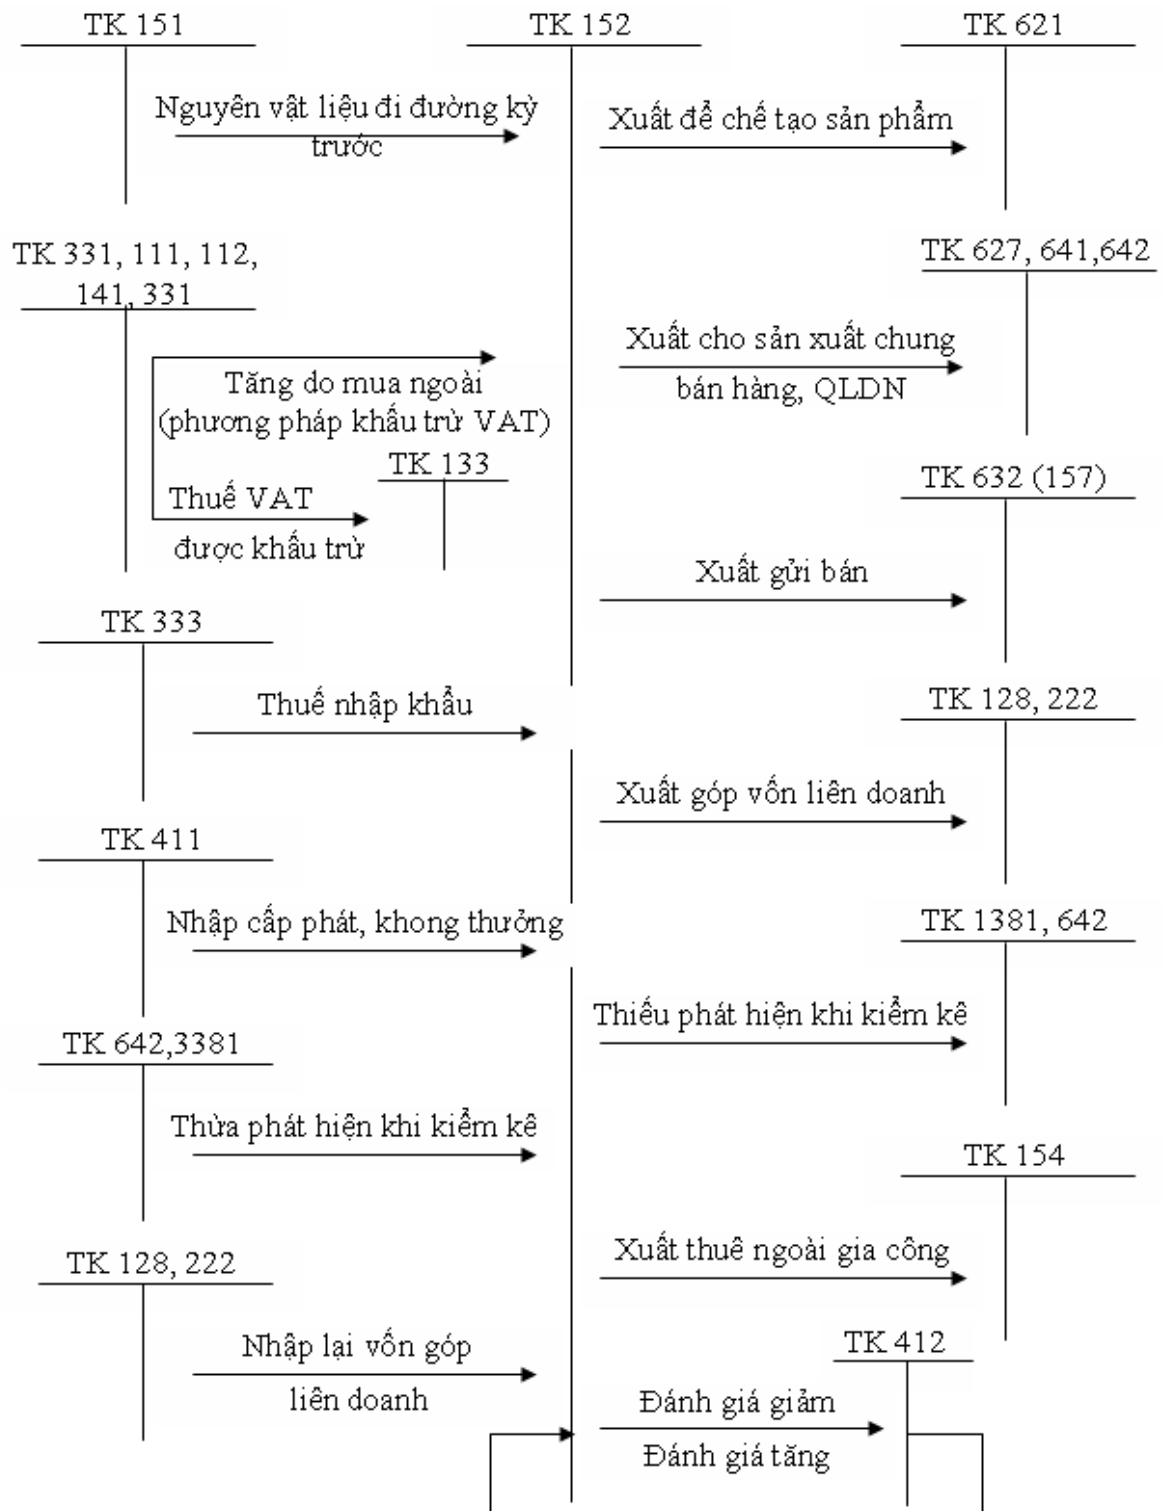 TK 151
TK 152
TK 621
Nguyên vật liệu đi đường kỳ
trước
Xuất để chế tạo sản phẩm
TK 331, 111, 112,
141, 331
TK 627, 641,642
Tăng do mua ngoài
(phương pháp khấu trừ VAT)
Xuất cho sản xuất chung
bán hàng, QLDN
TK 133
Thuế VAT
được khấu trừ
TK 632 (157)
Xuất gửi bán
TK 333
Thuế nhập khẩu
TK 128, 222
Xuất góp vốn liên doanh
TK 411
Nhập cấp phát, khong thưởng
TK 1381, 642
Thiếu phát hiện khi kiểm kê
TK 642,3381
Thừa phát hiện khi kiểm kê
TK 154
Xuất thuê ngoài gia công
TK 128, 222
Nhập lại vốn góp
liên doanh
TK 412
Đánh giá giảm
Đánh giá tăng